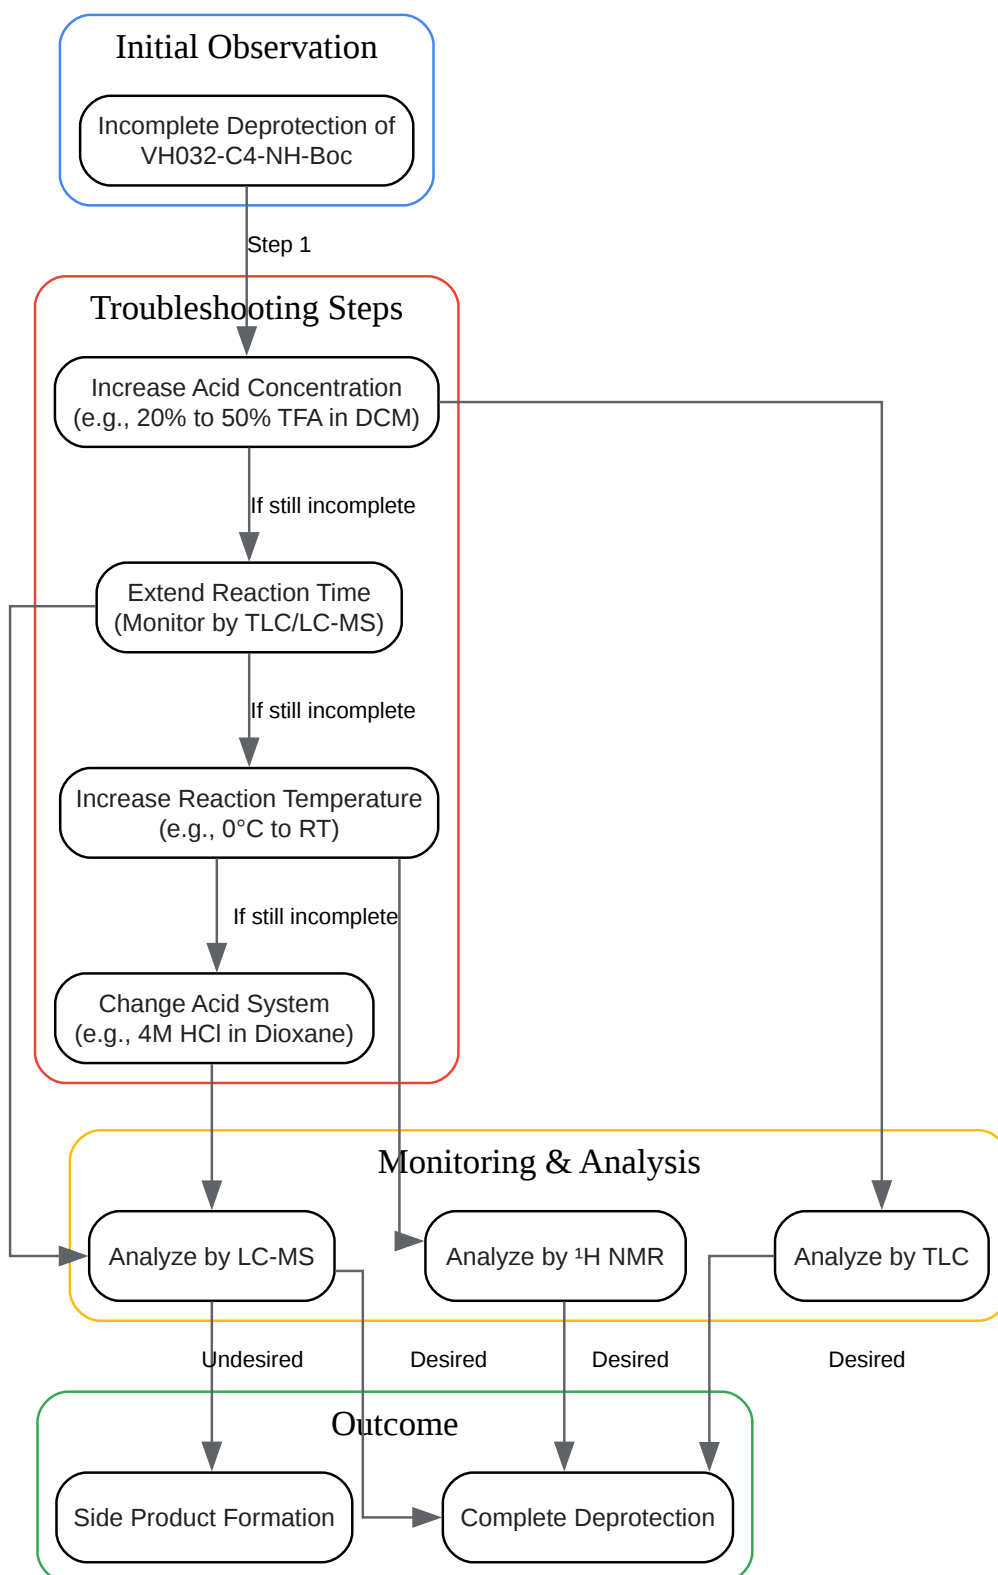 Initial Observation
Incomplete Deprotection of
VH032-C4-NH-Boc
Step 1
Troubleshooting Steps
Increase Acid Concentration
(e.g., 20% to 50% TFA in DCM)
If still incomplete
Extend Reaction Time
(Monitor by TLC/LC-MS)
If still incomplete
Increase Reaction Temperature
(e.g., 0°C to RT)
If still incomplete
Change Acid System
(e.g., 4M HCl in Dioxane)
Monitoring & Analysis
Analyze by LC-MS
Analyze by ¹H NMR
Analyze by TLC
Undesired
Desired
Desired
Desired
Outcome
Side Product Formation
Complete Deprotection